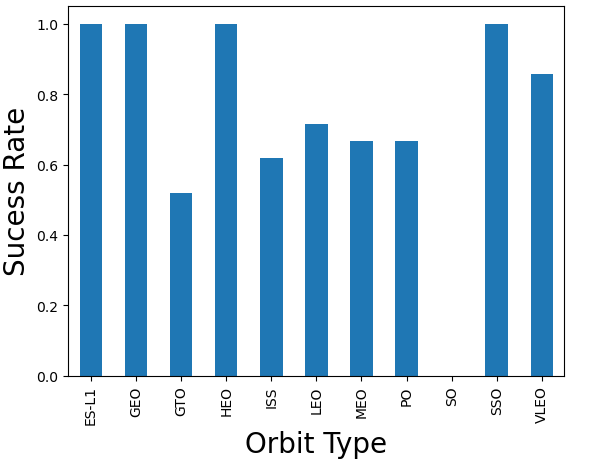 1.0
0.8
0.6
0.4
0.2
0.0
Sucess Rate
ES-L1
GEO
GTO
HEO
ISS
LEO
MEO
PO
SO
SSO
VLEO
Orbit Type